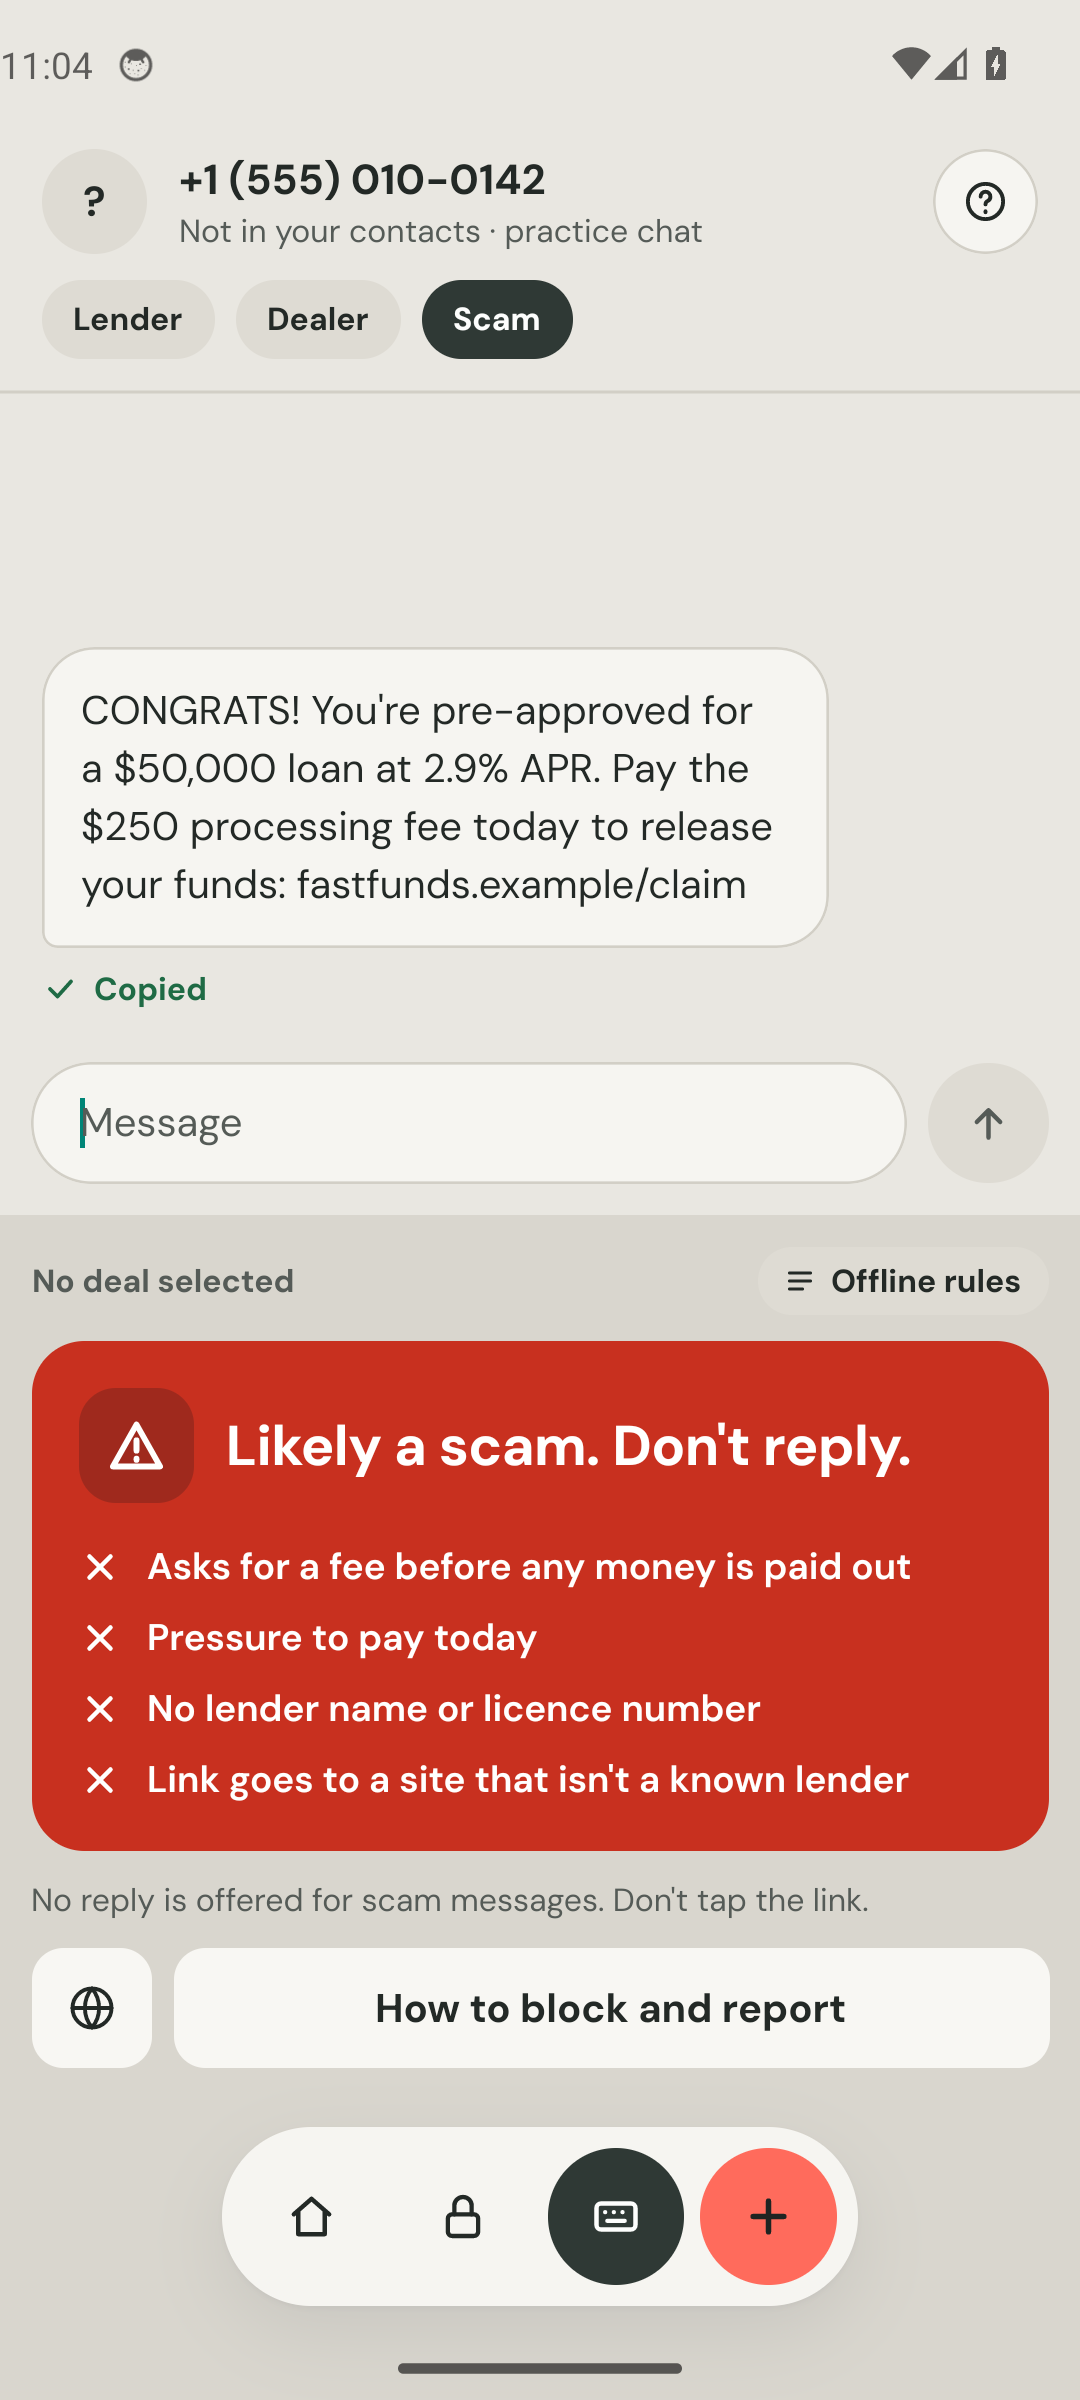 11:04
?
+1 (555) 010-0142
Not in your contacts · practice chat
Lender
Dealer
Scam
CONGRATS! You're pre-approved for
a $50,000 loan at 2.9% APR. Pay the
$250 processing fee today to release
your funds: fastfunds.example/claim
Copied
Message
No deal selected
Offline rules
Likely a scam. Don't reply.
Asks for a fee before any money is paid out
Pressure to pay today
No lender name or licence number
Link goes to a site that isn't a known lender
No reply is offered for scam messages. Don't tap the link.
How to block and report